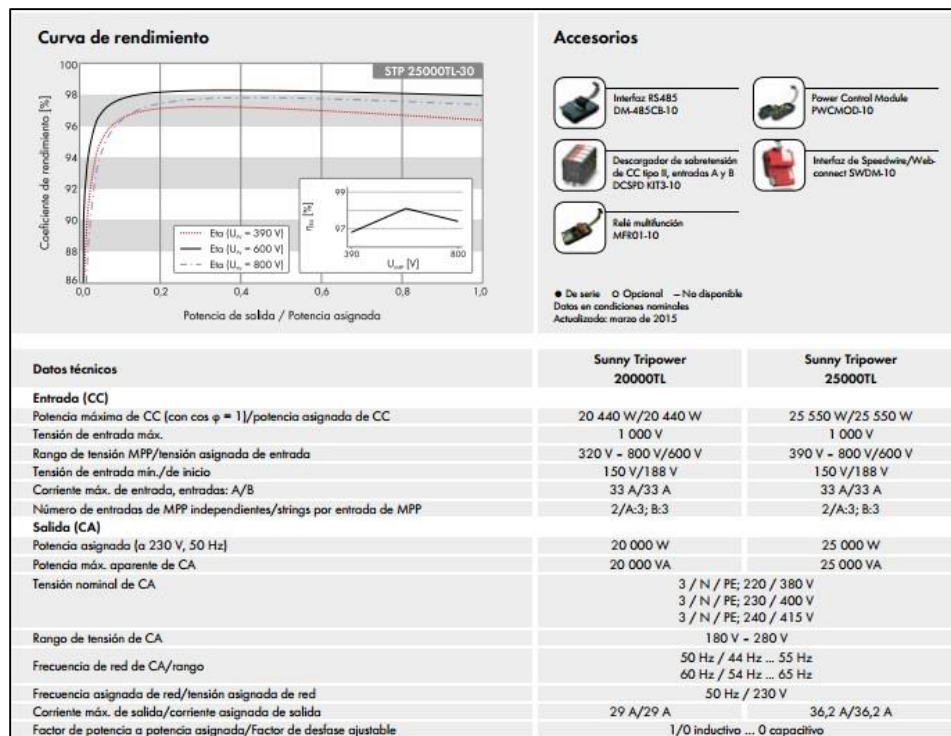 Curva de rendimiento
STP 25000TL-30
Coeficiente de rendimiento [%]
100
98
96
94
92
90
88
86
0,0
0,2
0,4
0,6
0,8
1,0
Potencia de salida / Potencia asignada
Eta (Uₘₚₚ = 390 V)
Eta (Uₘₚₚ = 600 V)
Eta (Uₘₚₚ = 800 V)
99
97
390
800
[V]
Accesorios
Interfaz RS485
DM-485CB-10
Power Control Module
PWCMOD-10
Descargador de sobretensión
de CC tipo II, entradas A y B
DCSPD KIT3-10
Interfaz de Speedwire/Web-
connect SWDM-10
Relé multifunción
MFR01-10
● De serie ○ Opcional – No disponible
Datos en condiciones nominales
Actualizado: marzo de 2015
Datos técnicos
Sunny Tripower
20000TL
Sunny Tripower
25000TL
Entrada (CC)
Potencia máxima de CC (con cos φ = 1)/potencia asignada de CC 20 440 W/20 440 W 25 550 W/25 550 W
Tensión de entrada máx. 1 000 V 1 000 V
Rango de tensión MPP/tensión asignada de entrada 320 V – 800 V/600 V 390 V – 800 V/600 V
Tensión de entrada mín./de inicio 150 V/188 V 150 V/188 V
Corriente máx. de entrada, entradas: A/B 33 A/33 A 33 A/33 A
Número de entradas de MPP independientes/strings por entrada de MPP 2/A:3; B:3 2/A:3; B:3
Salida (CA)
Potencia asignada (a 230 V, 50 Hz) 20 000 W 25 000 W
Potencia máx. aparente de CA 20 000 VA 25 000 VA
Tensión nominal de CA 3 / N / PE; 220 / 380 V
3 / N / PE; 230 / 400 V
3 / N / PE; 240 / 415 V
Rango de tensión de CA 180 V – 280 V
Frecuencia de red de CA/rango 50 Hz / 44 Hz ... 55 Hz
60 Hz / 54 Hz ... 65 Hz
Frecuencia asignada de red/tensión asignada de red 50 Hz / 230 V
Corriente máx. de salida/corriente asignada de salida 29 A/29 A 36,2 A/36,2 A
Factor de potencia a potencia asignada/Factor de desfase ajustable 1/0 inductivo ... 0 capacitivo